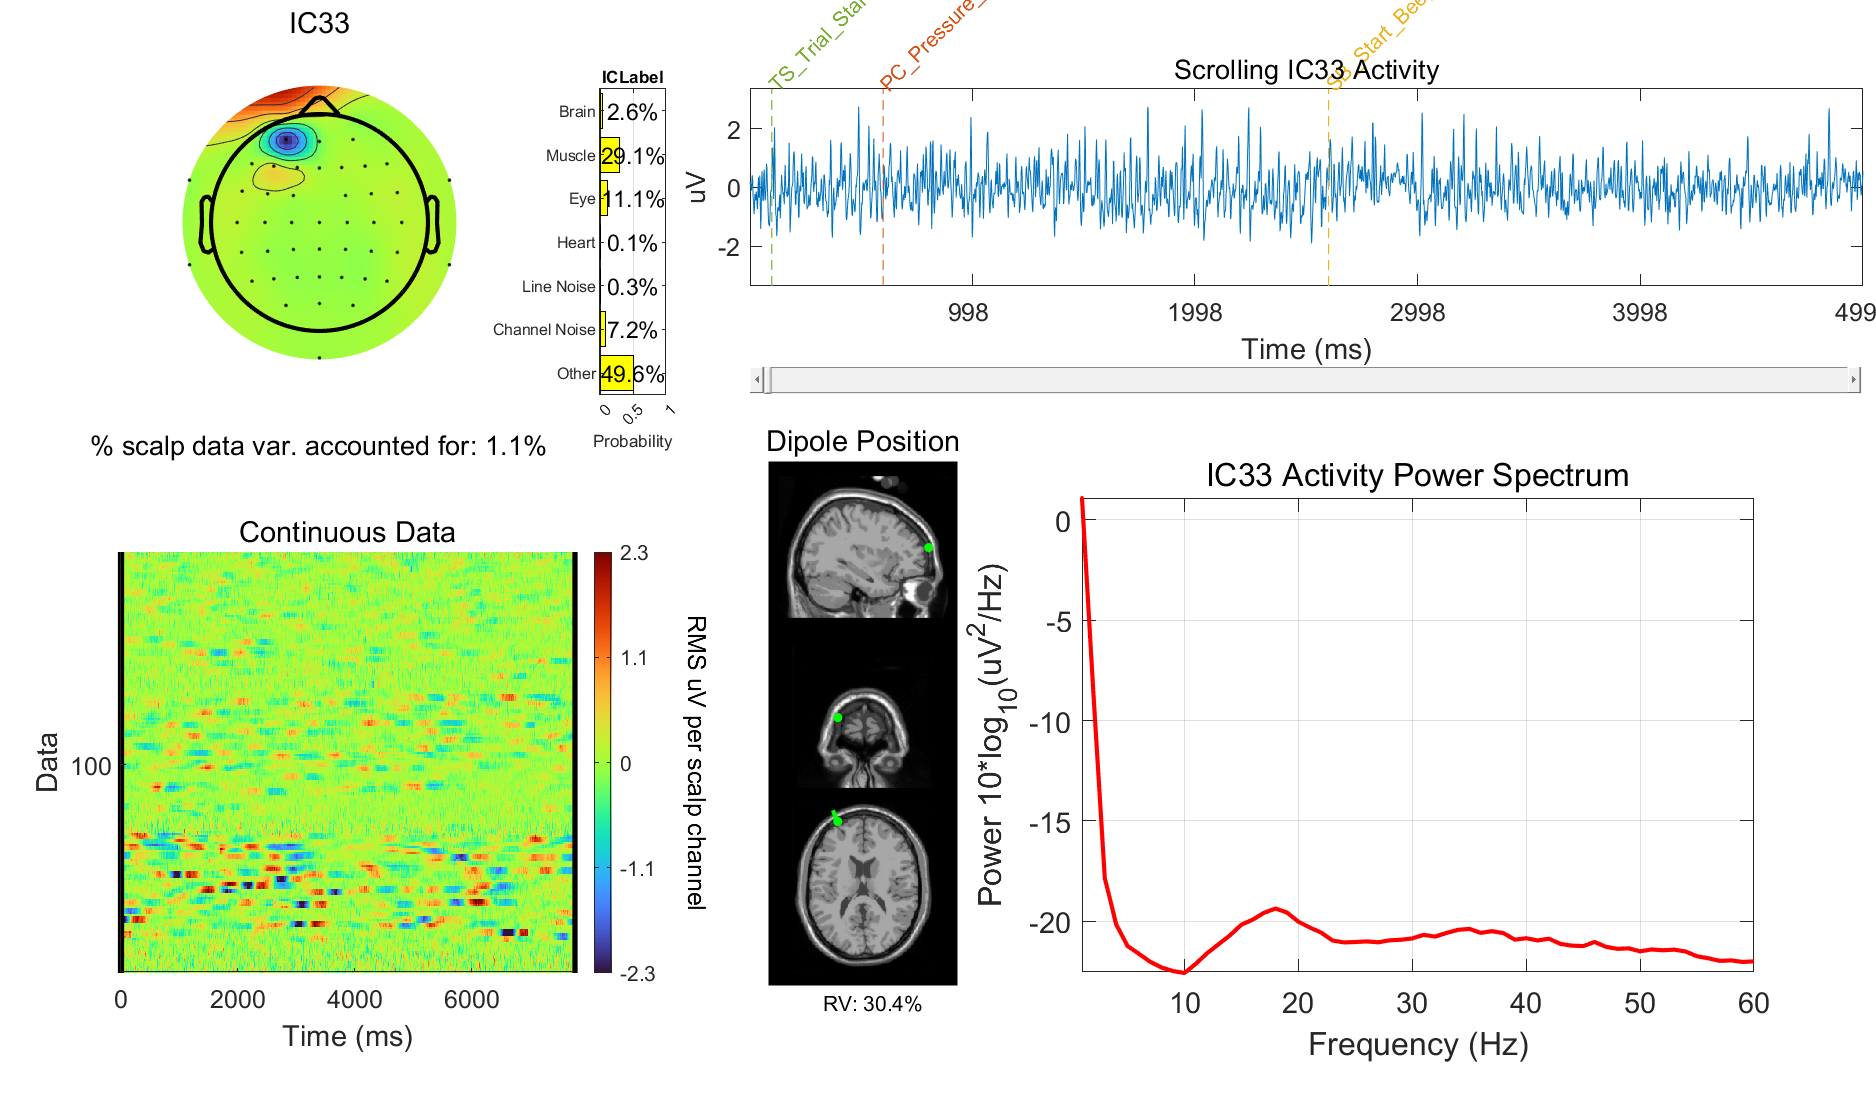 IC33
ICLabel
Brain 2.6%
Muscle 29.1%
Eye 11.1%
Heart 0.1%
Line Noise 0.3%
Channel Noise 7.2%
Other 49.6%
0 0.5 1
Probability
% scalp data var. accounted for: 1.1%
TS_Trial_Star
PC_Pressure_
SB_Start_Bee
Scrolling IC33 Activity
uV
2
0
-2
998 1998 2998 3998 499
Time (ms)
Continuous Data
Data
100
0 2000 4000 6000
Time (ms)
2.3
1.1
0
-1.1
-2.3
RMS uV per scalp channel
Dipole Position
RV: 30.4%
IC33 Activity Power Spectrum
Power 10*log10(uV2/Hz)
0
-5
-10
-15
-20
10 20 30 40 50 60
Frequency (Hz)